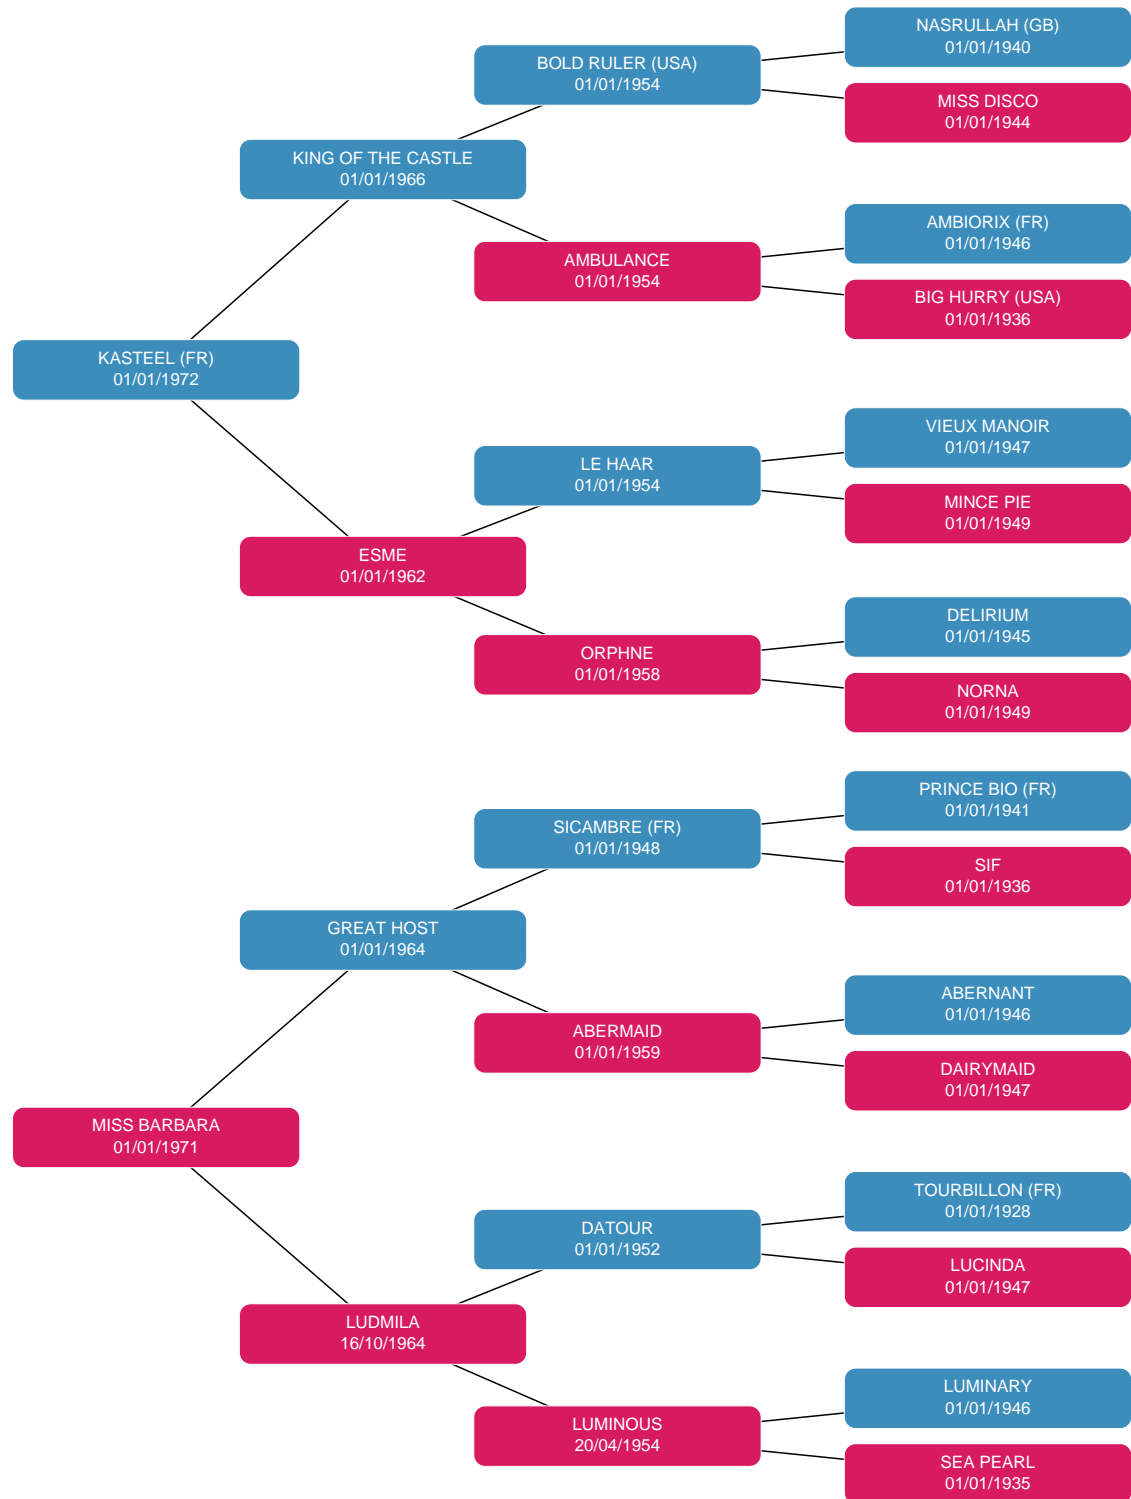 NASRULLAH (GB)
01/01/1940
BOLD RULER (USA)
01/01/1954
MISS DISCO
01/01/1944
KING OF THE CASTLE
01/01/1966
AMBIORIX (FR)
01/01/1946
AMBULANCE
01/01/1954
BIG HURRY (USA)
01/01/1936
KASTEEL (FR)
01/01/1972
VIEUX MANOIR
01/01/1947
LE HAAR
01/01/1954
MINCE PIE
01/01/1949
ESME
01/01/1962
DELIRIUM
01/01/1945
ORPHNE
01/01/1958
NORNA
01/01/1949
PRINCE BIO (FR)
01/01/1941
SICAMBRE (FR)
01/01/1948
SIF
01/01/1936
GREAT HOST
01/01/1964
ABERNANT
01/01/1946
ABERMAID
01/01/1959
DAIRYMAID
01/01/1947
MISS BARBARA
01/01/1971
TOURBILLON (FR)
01/01/1928
DATOUR
01/01/1952
LUCINDA
01/01/1947
LUDMILA
16/10/1964
LUMINARY
01/01/1946
LUMINOUS
20/04/1954
SEA PEARL
01/01/1935